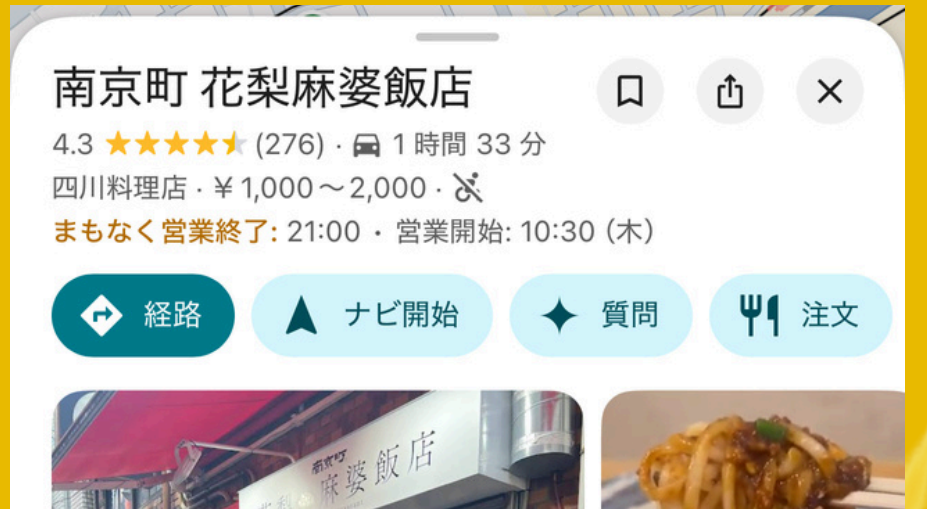 南京町 花梨麻婆飯店
4.3 (276) · 1 時間 33 分
四川料理店 · ¥1,000～2,000 ·
まもなく営業終了: 21:00 · 営業開始: 10:30 (木)
経路 ナビ開始 質問 注文
南京町
花梨 麻婆飯店